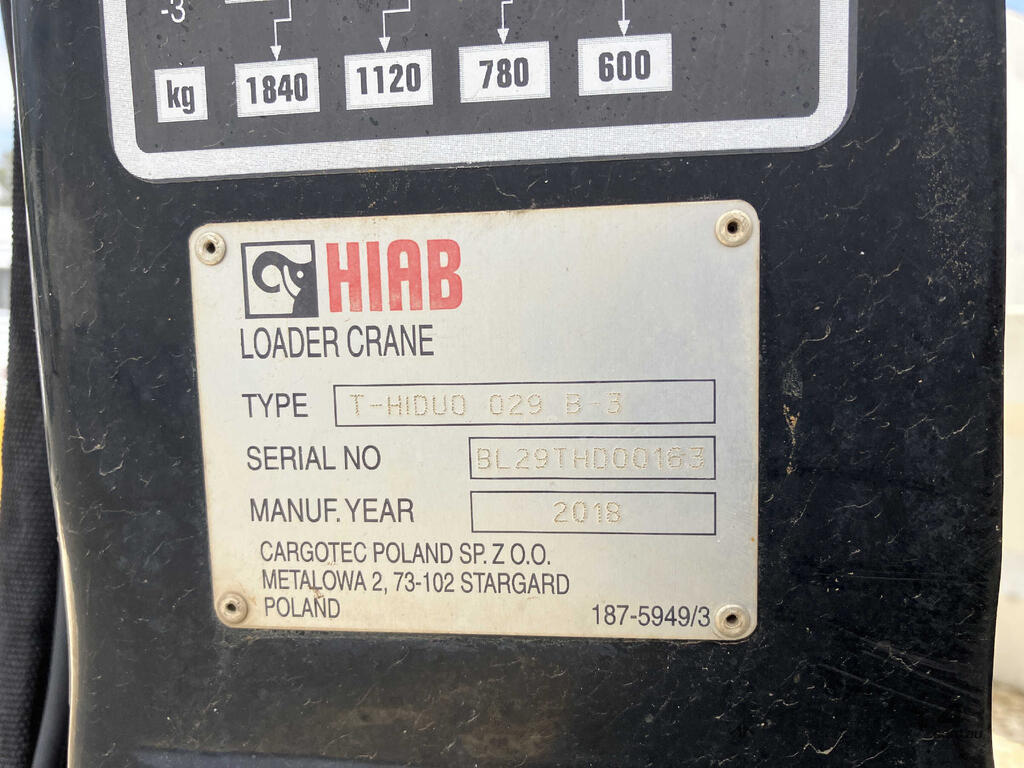 -3
kg 1840 1120 780 600
HIAB
LOADER CRANE
TYPE T-HIDUO 029 B-3
SERIAL NO BL29THD00163
MANUF. YEAR 2018
CARGOTEC POLAND SP. Z O.O.
METALOWA 2, 73-102 STARGARD
POLAND 187-5949/3